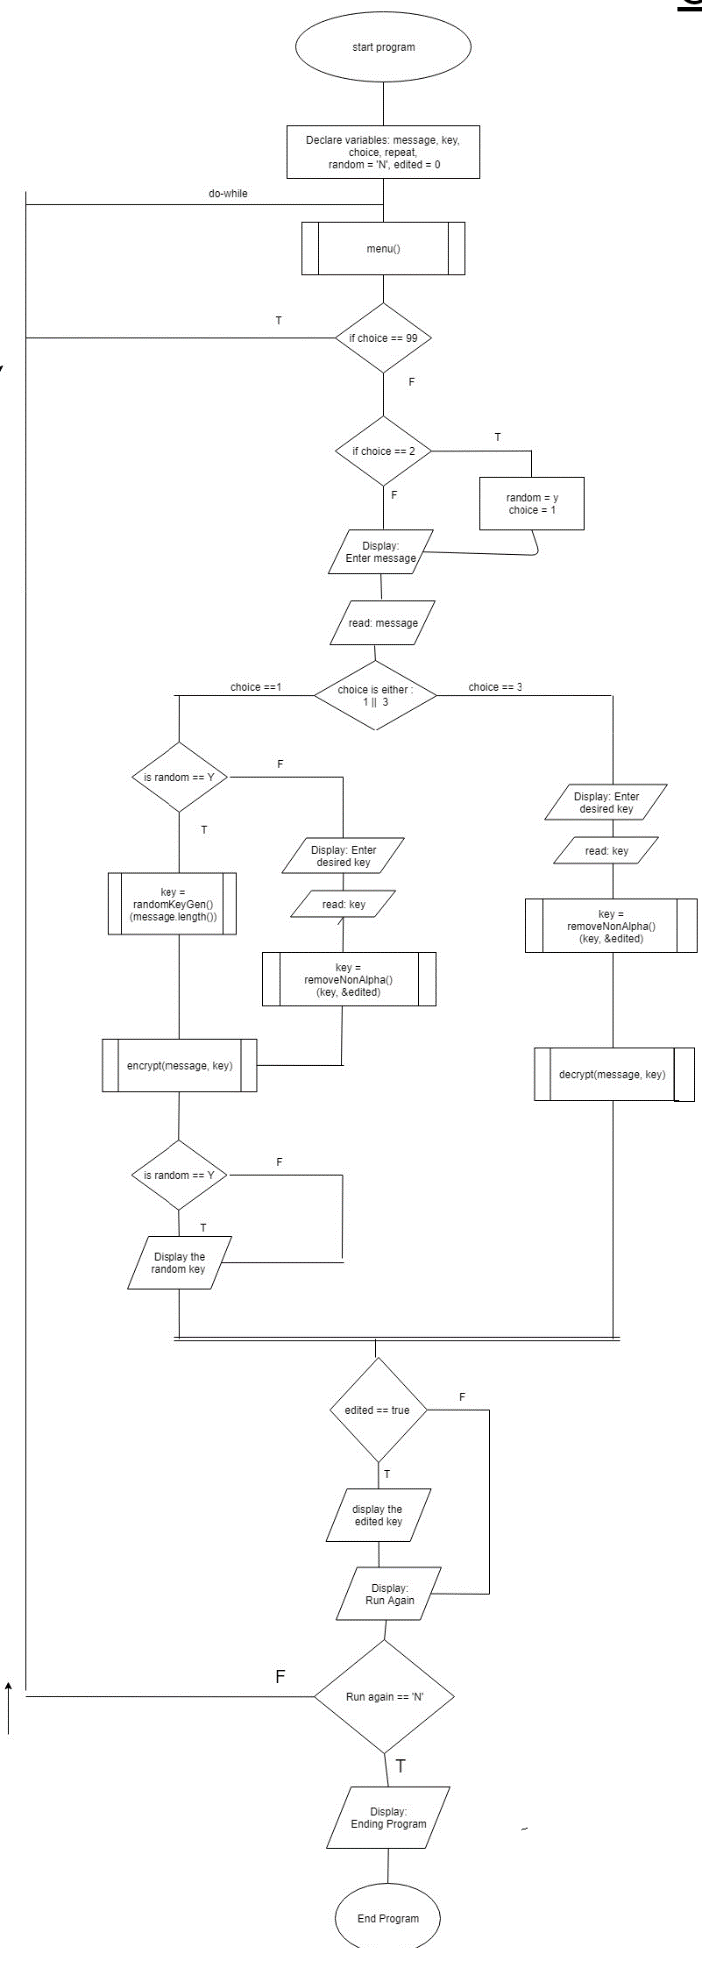 start program
Declare variables: message, key,
choice, repeat,
random = 'N', edited = 0
do-while
menu()
T
if choice == 99
F
if choice == 2
T
F
random = y
choice = 1
Display:
Enter message
read: message
choice is either :
1 || 3
choice ==1
choice == 3
is random == Y
F
T
key =
randomKeyGen()
(message.length())
Display: Enter
desired key
read: key
key =
removeNonAlpha()
(key, &edited)
encrypt(message, key)
is random == Y
F
T
Display the
random key
Display: Enter
desired key
read: key
key =
removeNonAlpha()
(key, &edited)
decrypt(message, key)
edited == true
F
T
display the
edited key
Display:
Run Again
F
Run again == 'N'
T
Display:
Ending Program
End Program